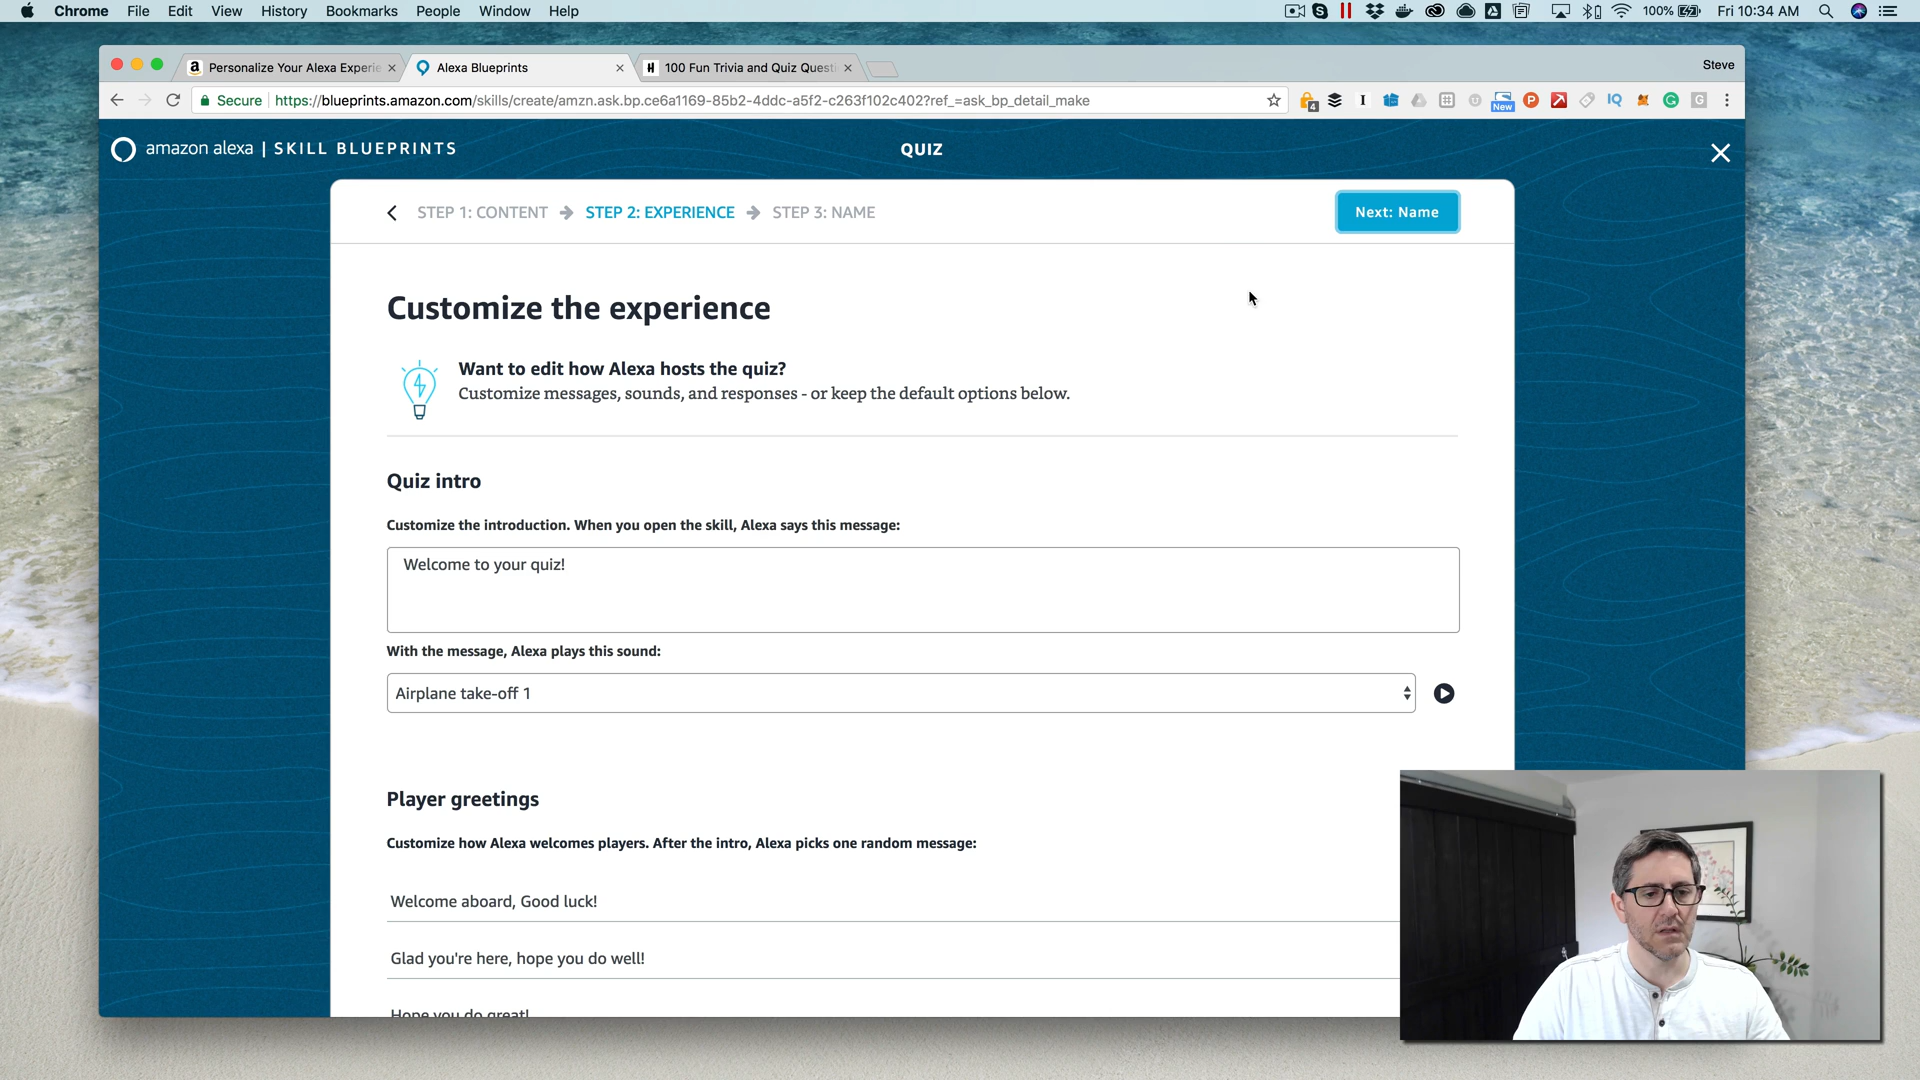 Chrome File Edit View History Bookmarks People Window Help
100% Fri 10:34 AM
Personalize Your Alexa Experie
Alexa Blueprints
100 Fun Trivia and Quiz Questi
Steve
Secure https://blueprints.amazon.com/skills/create/amzn.ask.bp.ce6a1169-85b2-4ddc-a5f2-c263f102c402?ref_=ask_bp_detail_make
amazon alexa | SKILL BLUEPRINTS
QUIZ
STEP 1: CONTENT
STEP 2: EXPERIENCE
STEP 3: NAME
Next: Name
Customize the experience
Want to edit how Alexa hosts the quiz?
Customize messages, sounds, and responses - or keep the default options below.
Quiz intro
Customize the introduction. When you open the skill, Alexa says this message:
Welcome to your quiz!
With the message, Alexa plays this sound:
Airplane take-off 1
Player greetings
Customize how Alexa welcomes players. After the intro, Alexa picks one random message:
Welcome aboard, Good luck!
Glad you're here, hope you do well!
Hope you do great!